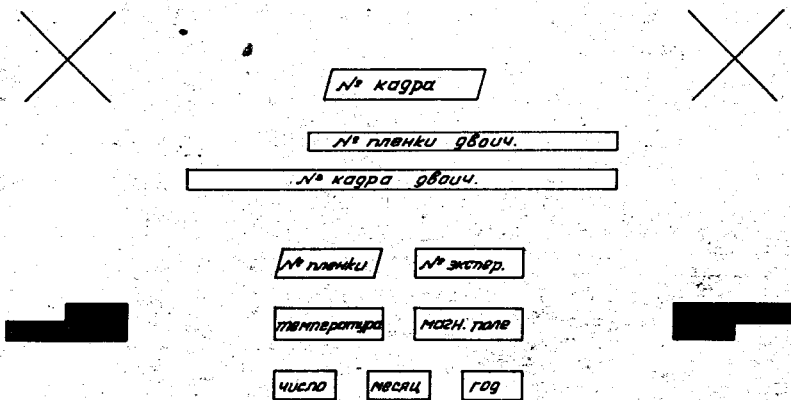 № кадра
№ пленки двоич.
№ кадра двоич.
№ пленки № экспер.
температура магн. поле
число месяц год